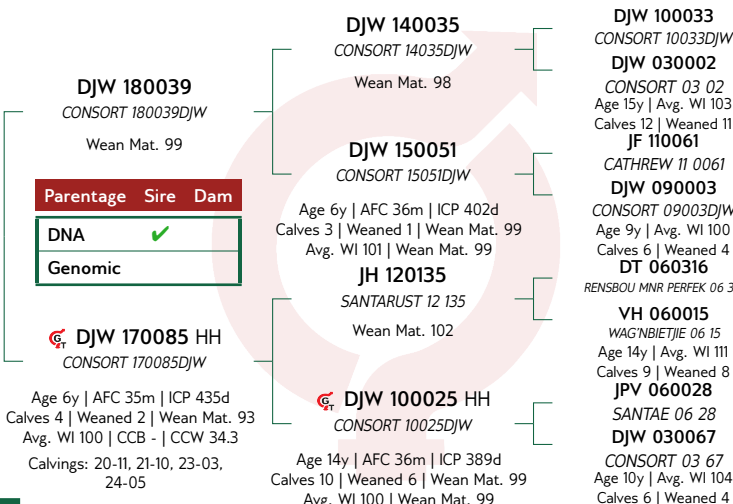 DJW 180039
CONSORT 180039DJW
Wean Mat. 99
Parentage Sire Dam
DNA ✔
Genomic
GT DJW 170085 HH
CONSORT 170085DJW
Age 6y | AFC 35m | ICP 435d
Calves 4 | Weaned 2 | Wean Mat. 93
Avg. WI 100 | CCB - | CCW 34.3
Calvings: 20-11, 21-10, 23-03,
24-05
DJW 140035
CONSORT 14035DJW
Wean Mat. 98
DJW 150051
CONSORT 15051DJW
Age 6y | AFC 36m | ICP 402d
Calves 3 | Weaned 1 | Wean Mat. 99
Avg. WI 101 | Wean Mat. 99
JH 120135
SANTARUST 12 135
Wean Mat. 102
GT DJW 100025 HH
CONSORT 10025DJW
Age 14y | AFC 36m | ICP 389d
Calves 10 | Weaned 6 | Wean Mat. 99
Avg. WI 100 | Wean Mat. 99
DJW 100033
CONSORT 10033DJW
DJW 030002
CONSORT 03 02
Age 15y | Avg. WI 103
Calves 12 | Weaned 11
JF 110061
CATHREW 11 0061
DJW 090003
CONSORT 09003DJW
Age 9y | Avg. WI 100
Calves 6 | Weaned 4
DT 060316
RENSBOU MNR PERFEK 06 3
VH 060015
WAG'NBIETJIE 06 15
Age 14y | Avg. WI 111
Calves 9 | Weaned 8
JPV 060028
SANTAE 06 28
DJW 030067
CONSORT 03 67
Age 10y | Avg. WI 104
Calves 6 | Weaned 4